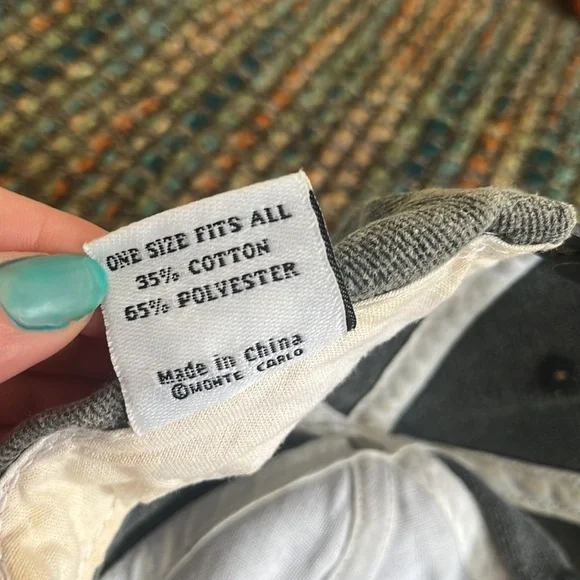 ONE SIZE FITS ALL
35% COTTON
65% POLYESTER
Made in China
©MONTE CARLO